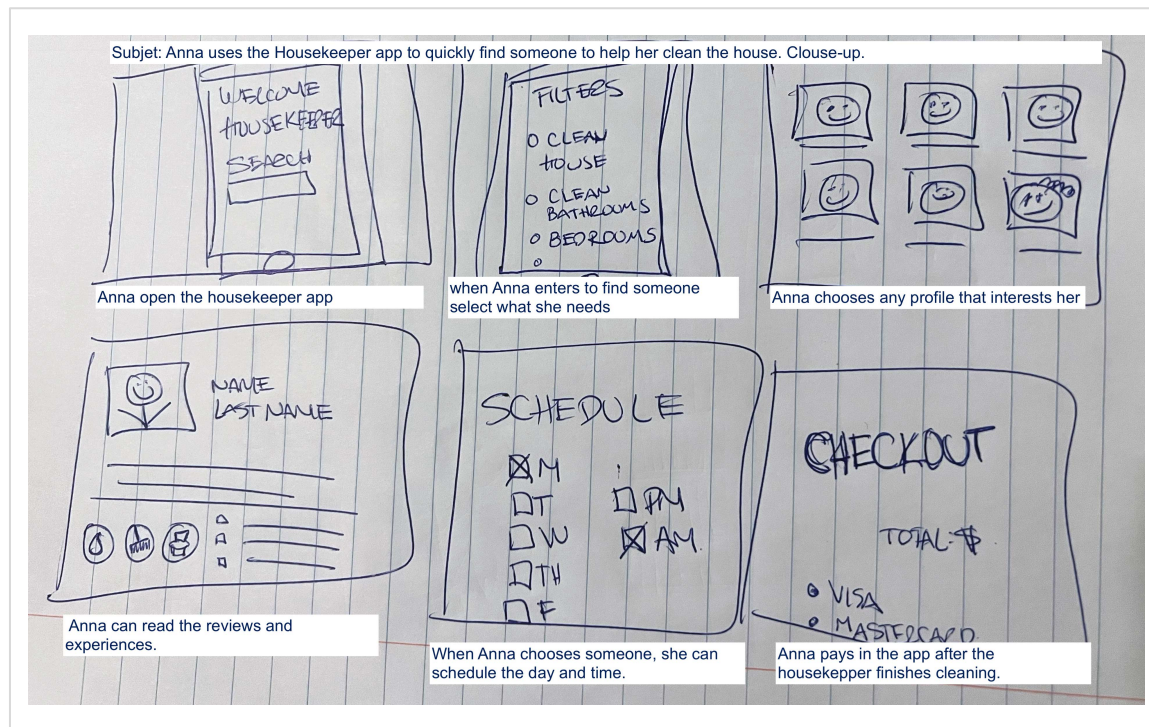 Subjet: Anna uses the Housekeeper app to quickly find someone to help her clean the house. Clouse-up.
WELCOME
HOUSEKEEPER
SEARCH
Anna open the housekeeper app
FILTERS
CLEAN
HOUSE
CLEAN
BATHROOMS
BEDROOMS
when Anna enters to find someone
select what she needs
Anna chooses any profile that interests her
NAME
LAST NAME
Anna can read the reviews and
experiences.
SCHEDULE
M
T
W
TH
F
PM
AM.
When Anna chooses someone, she can
schedule the day and time.
CHECKOUT
TOTAL: $
VISA
MASTERCARD
Anna pays in the app after the
housekepper finishes cleaning.